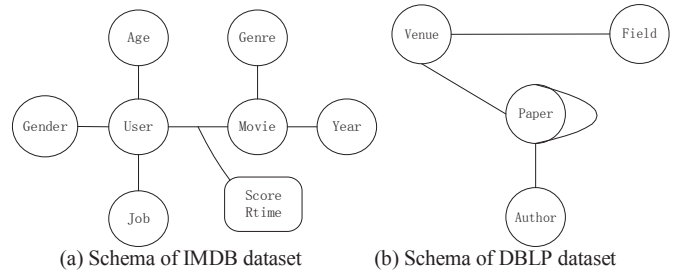 Age
Genre
Gender
User
Movie
Year
Score
Rtime
Job
(a) Schema of IMDB dataset
Venue
Field
Paper
Author
(b) Schema of DBLP dataset